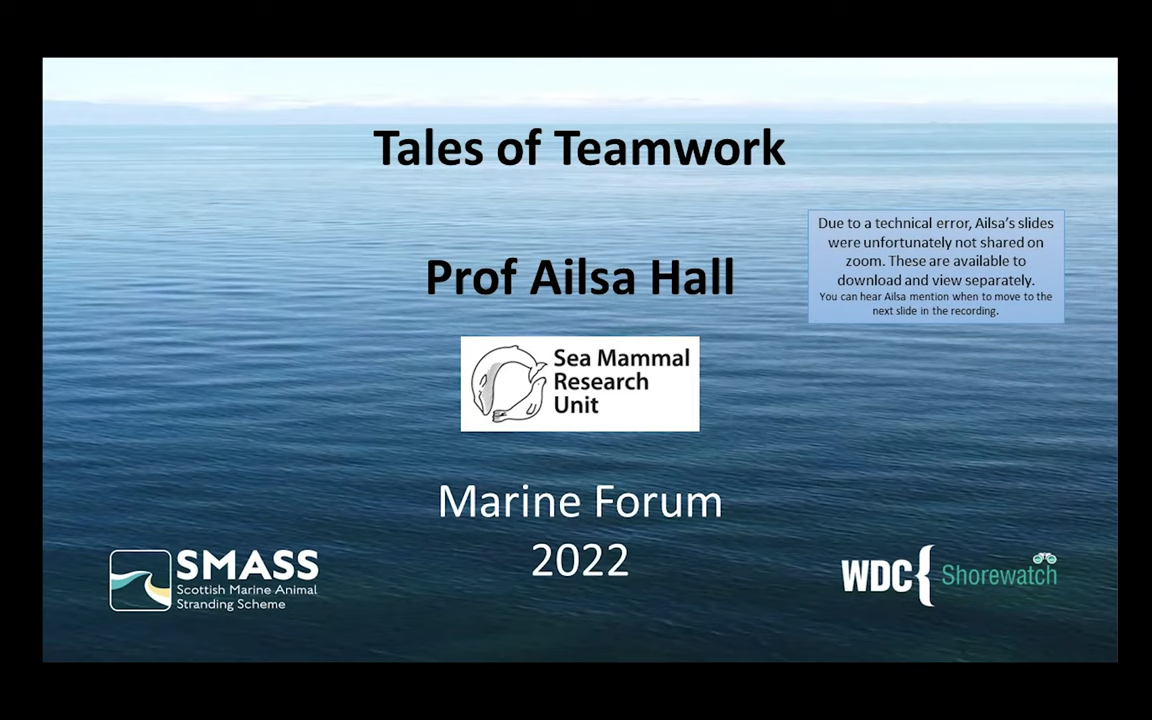 Tales of Teamwork
Prof Ailsa Hall
Due to a technical error, Ailsa's slides
were unfortunately not shared on
zoom. These are available to
download and view separately.
You can hear Ailsa mention when to move to the
next slide in the recording.
Sea Mammal
Research
Unit
Marine Forum
2022
SMASS
Scottish Marine Animal
Stranding Scheme
WDC{ Shorewatch